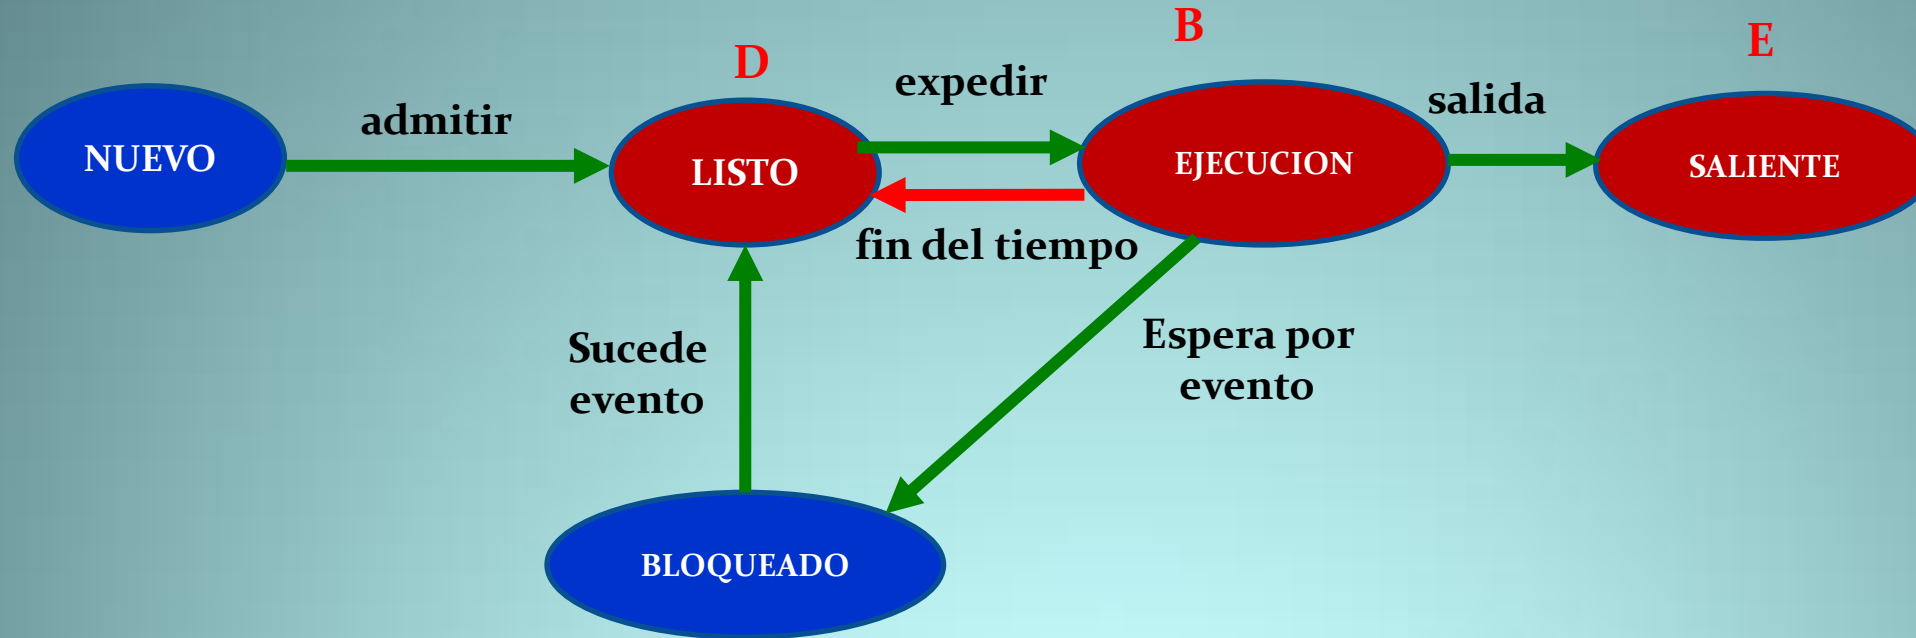 D
B
E
NUEVO
admitir
LISTO
expedir
EJECUCION
salida
SALIENTE
fin del tiempo
Sucede
evento
Espera por
evento
BLOQUEADO